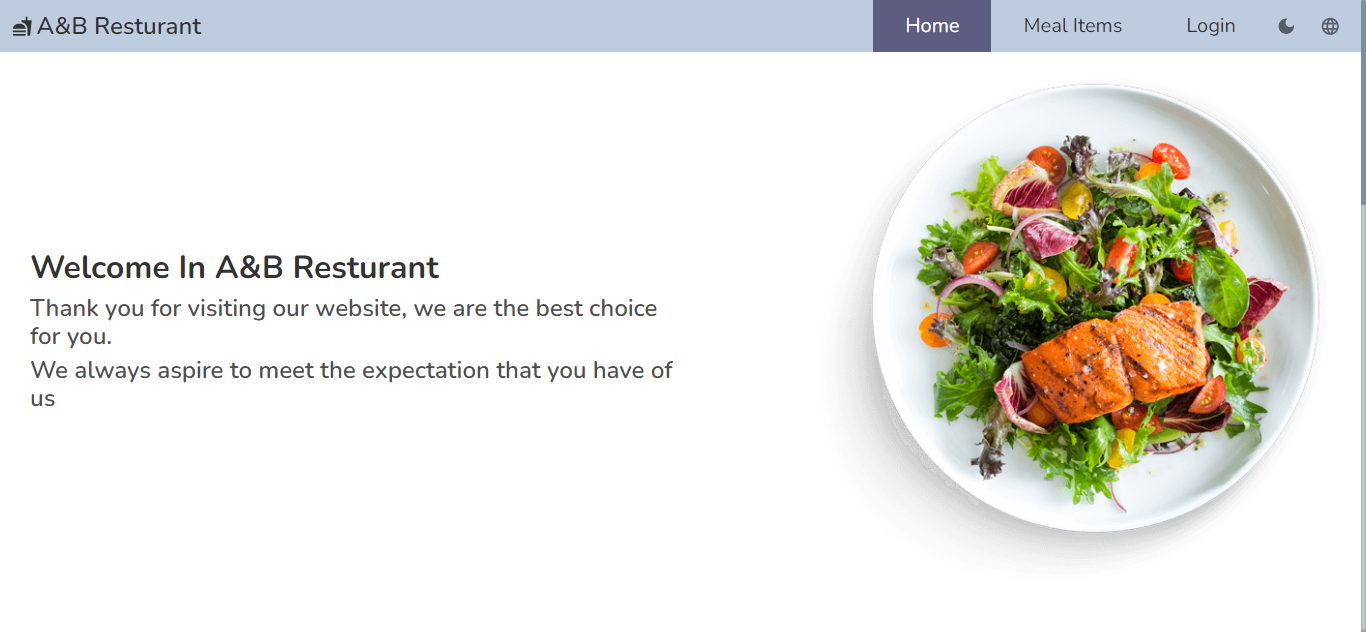 A&B Resturant
Home
Meal Items
Login
Welcome In A&B Resturant
Thank you for visiting our website, we are the best choice
for you.
We always aspire to meet the expectation that you have of
us